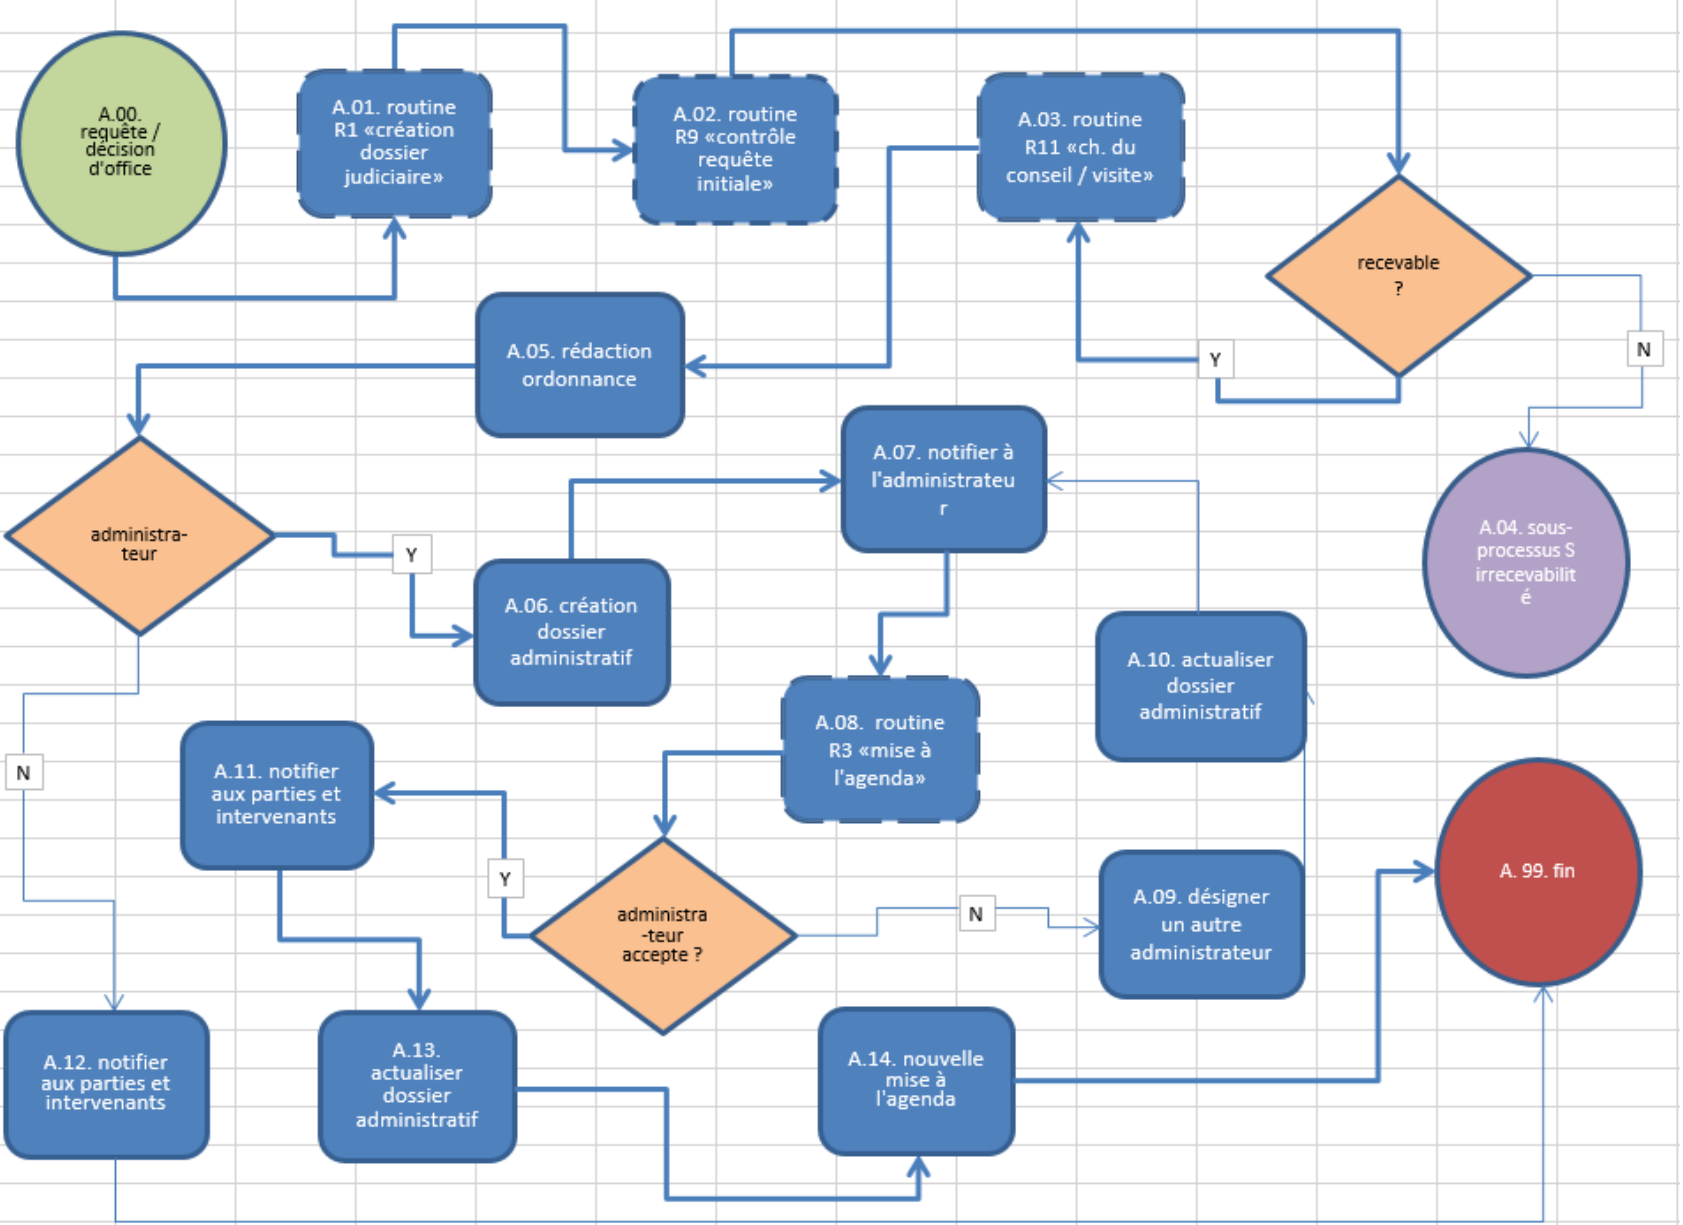 A.00.
requête /
décision
d'office
A.01. routine
R1 «création
dossier
judiciaire»
A.02. routine
R9 «contrôle
requête
initiale»
A.03. routine
R11 «ch. du
conseil / visite»
recevable
?
N
Y
A.05. rédaction
ordonnance
A.07. notifier à
l'administrateu
r
A.04. sous-
processus S
irrecevabilit
é
administra-
teur
Y
A.06. création
dossier
administratif
A.10. actualiser
dossier
administratif
A.08. routine
R3 «mise à
l'agenda»
N
A.11. notifier
aux parties et
intervenants
Y
administra
-teur
accepte ?
N
A.09. désigner
un autre
administrateur
A. 99. fin
A.12. notifier
aux parties et
intervenants
A.13.
actualiser
dossier
administratif
A.14. nouvelle
mise à
l'agenda